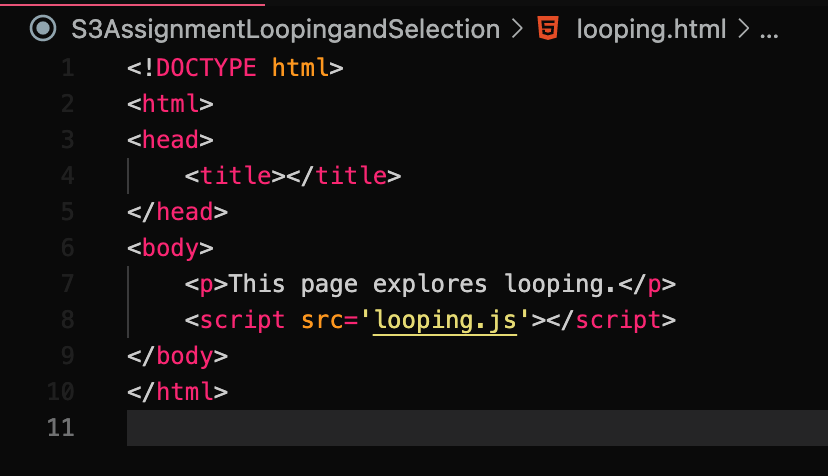 S3AssignmentLoopingandSelection > looping.html > ...
1 <!DOCTYPE html>
2 <html>
3 <head>
4     <title></title>
5 </head>
6 <body>
7     <p>This page explores looping.</p>
8     <script src='looping.js'></script>
9 </body>
10 </html>
11